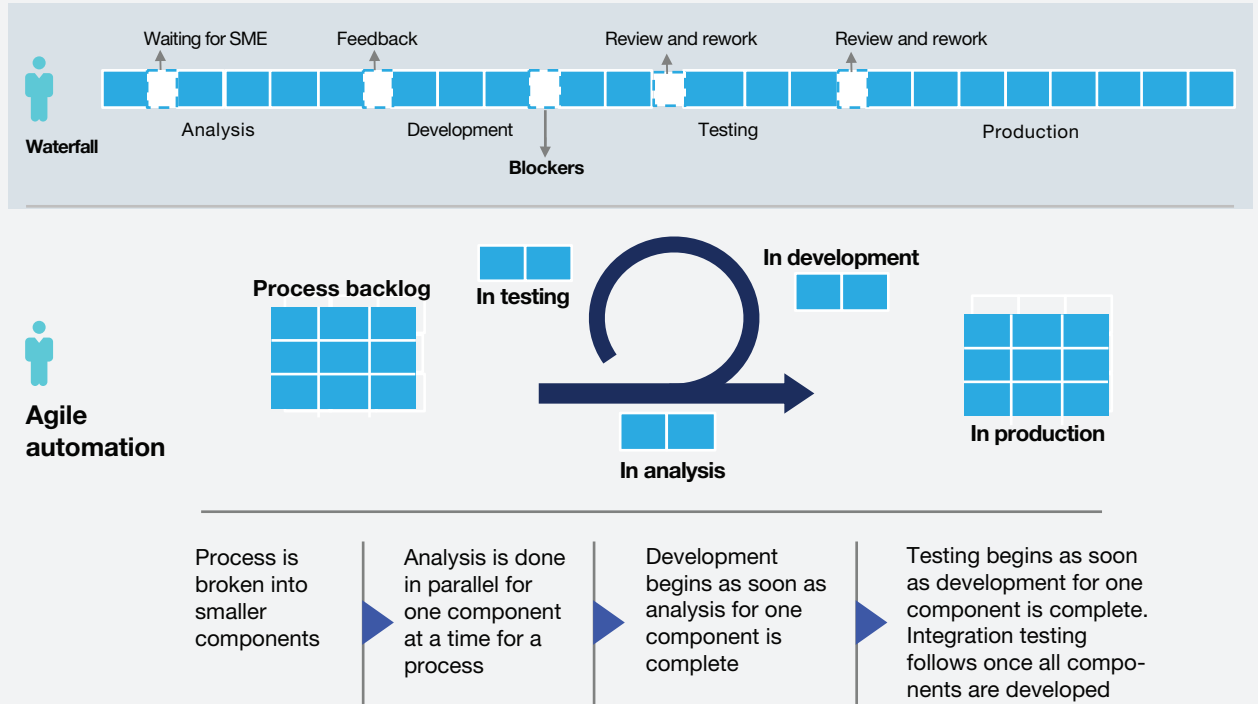 Waiting for SME
Feedback
Review and rework
Review and rework
Waterfall
Analysis
Development
Testing
Production
Blockers
Process backlog
In testing
In development
Agile
automation
In analysis
In production
Process is
broken into
smaller
components
Analysis is done
in parallel for
one component
at a time for a
process
Development
begins as soon as
analysis for one
component is
complete
Testing begins as soon
as development for one
component is complete.
Integration testing
follows once all compo-
nents are developed